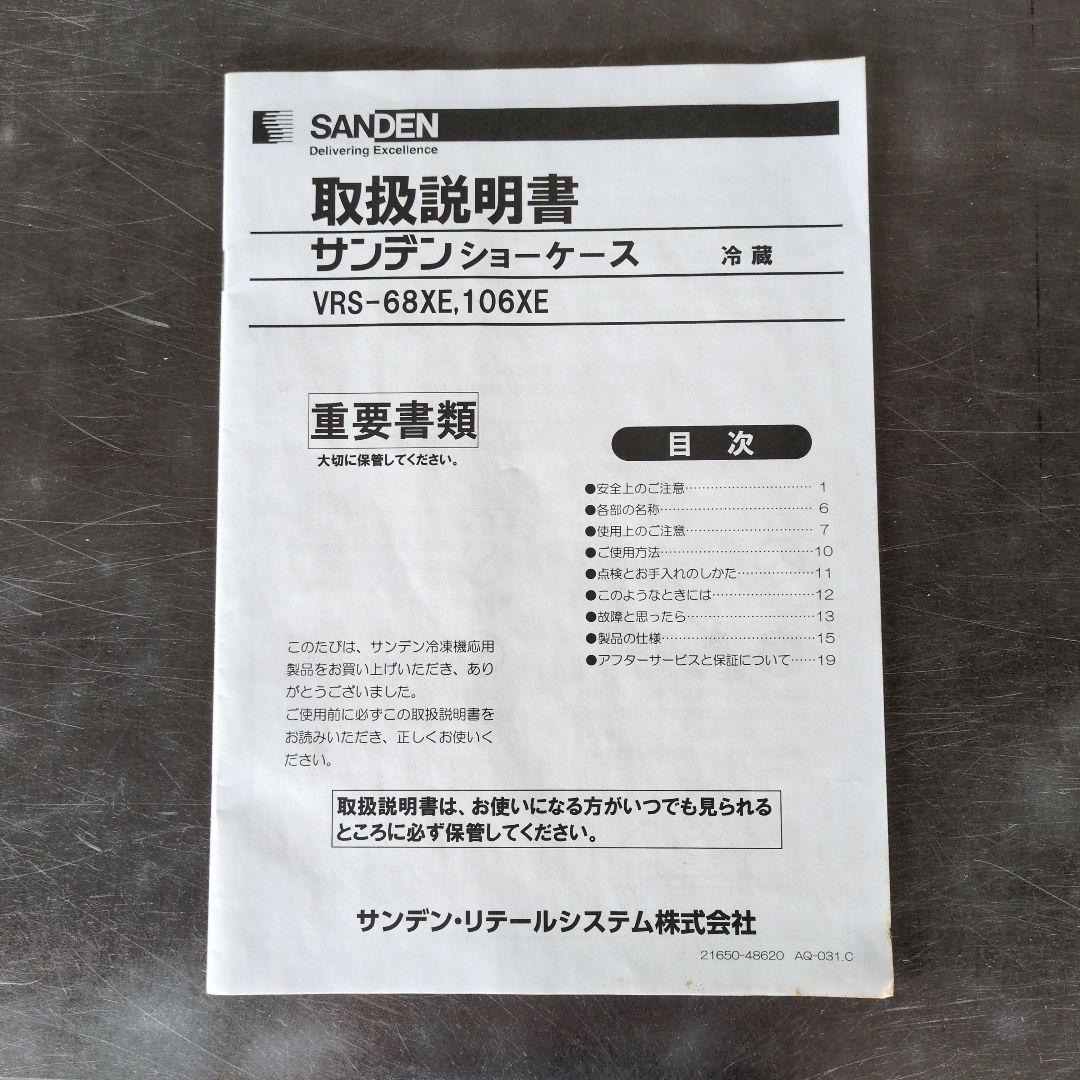 SANDEN
Delivering Excellence
取扱説明書
サンデン ショーケース 冷蔵
VRS-68XE,106XE
重要書類
大切に保管してください。
目次
●安全上のご注意………………………… 1
●各部の名称……………………………… 6
●使用上のご注意………………………… 7
●ご使用方法………………………………10
●点検とお手入れのしかた………………11
●このようなときには……………………12
●故障と思ったら…………………………13
●製品の仕様………………………………15
●アフターサービスと保証について……19
このたびは、サンデン冷凍機応用
製品をお買い上げいただき、あり
がとうございました。
ご使用前に必ずこの取扱説明書を
お読みいただき、正しくお使いく
ださい。
取扱説明書は、お使いになる方がいつでも見られる
ところに必ず保管してください。
サンデン・リテールシステム株式会社
21650-48620 AQ-031.C